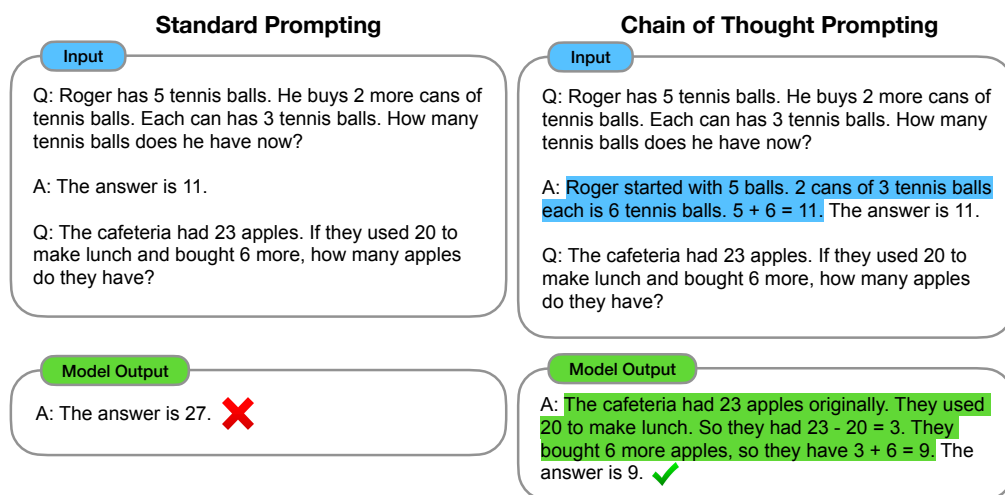 Standard Prompting
Input
Q: Roger has 5 tennis balls. He buys 2 more cans of
tennis balls. Each can has 3 tennis balls. How many
tennis balls does he have now?
A: The answer is 11.
Q: The cafeteria had 23 apples. If they used 20 to
make lunch and bought 6 more, how many apples
do they have?
Model Output
A: The answer is 27.
Chain of Thought Prompting
Input
Q: Roger has 5 tennis balls. He buys 2 more cans of
tennis balls. Each can has 3 tennis balls. How many
tennis balls does he have now?
A: Roger started with 5 balls. 2 cans of 3 tennis balls
each is 6 tennis balls. 5 + 6 = 11. The answer is 11.
Q: The cafeteria had 23 apples. If they used 20 to
make lunch and bought 6 more, how many apples
do they have?
Model Output
A: The cafeteria had 23 apples originally. They used
20 to make lunch. So they had 23 - 20 = 3. They
bought 6 more apples, so they have 3 + 6 = 9. The
answer is 9.